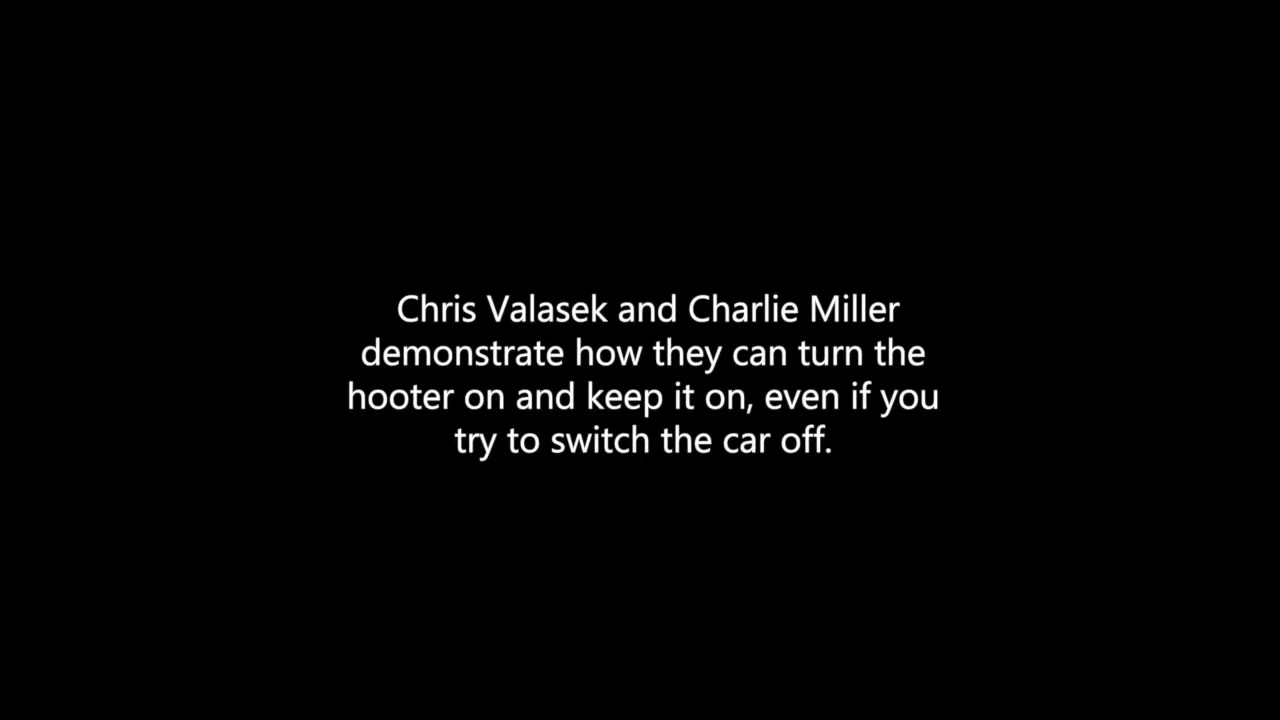 Chris Valasek and Charlie Miller
demonstrate how they can turn the
hooter on and keep it on, even if you
try to switch the car off.